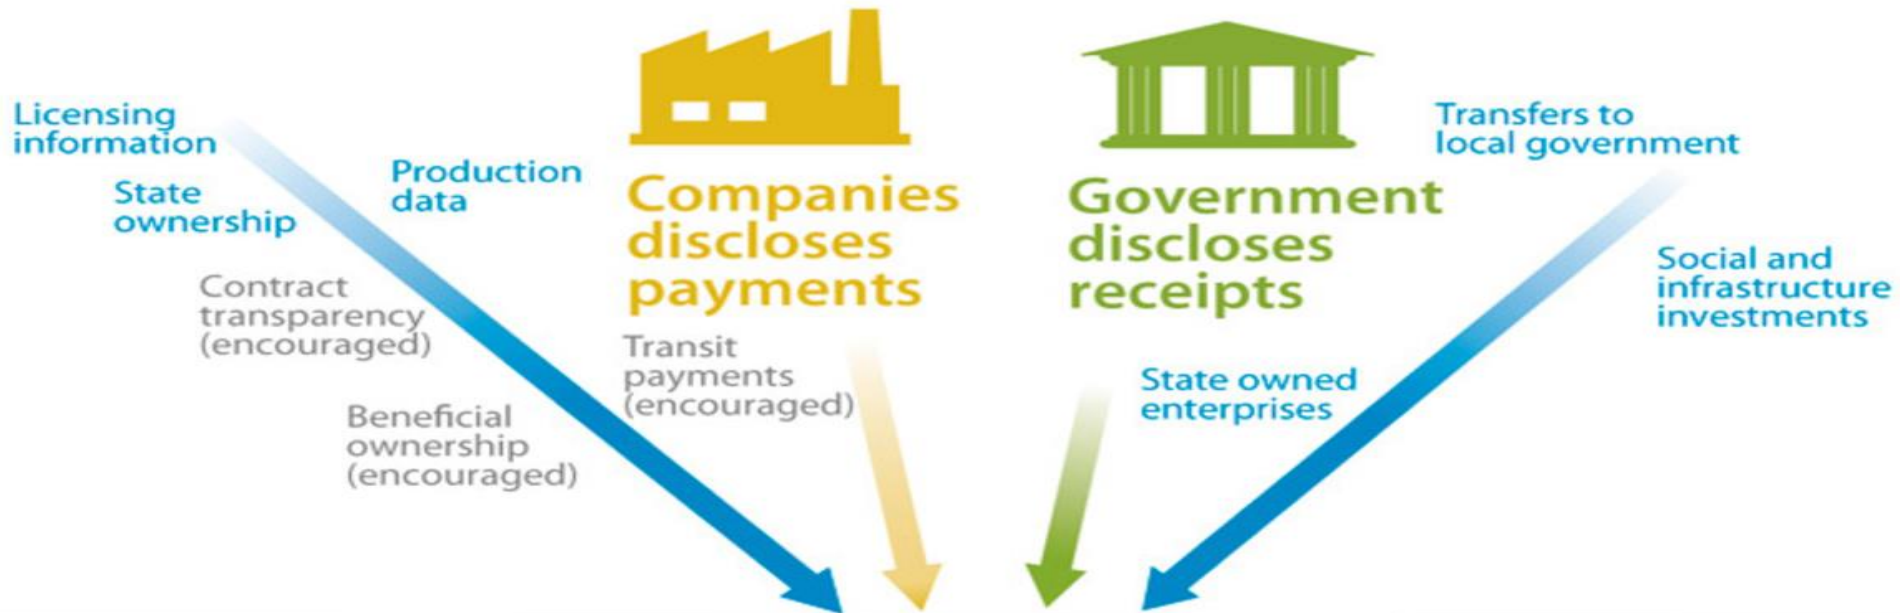 Licensing
information
State
ownership
Production
data
Contract
transparency
(encouraged)
Beneficial
ownership
(encouraged)
Companies
discloses
payments
Transit
payments
(encouraged)
Government
discloses
receipts
State owned
enterprises
Transfers to
local government
Social and
infrastructure
investments